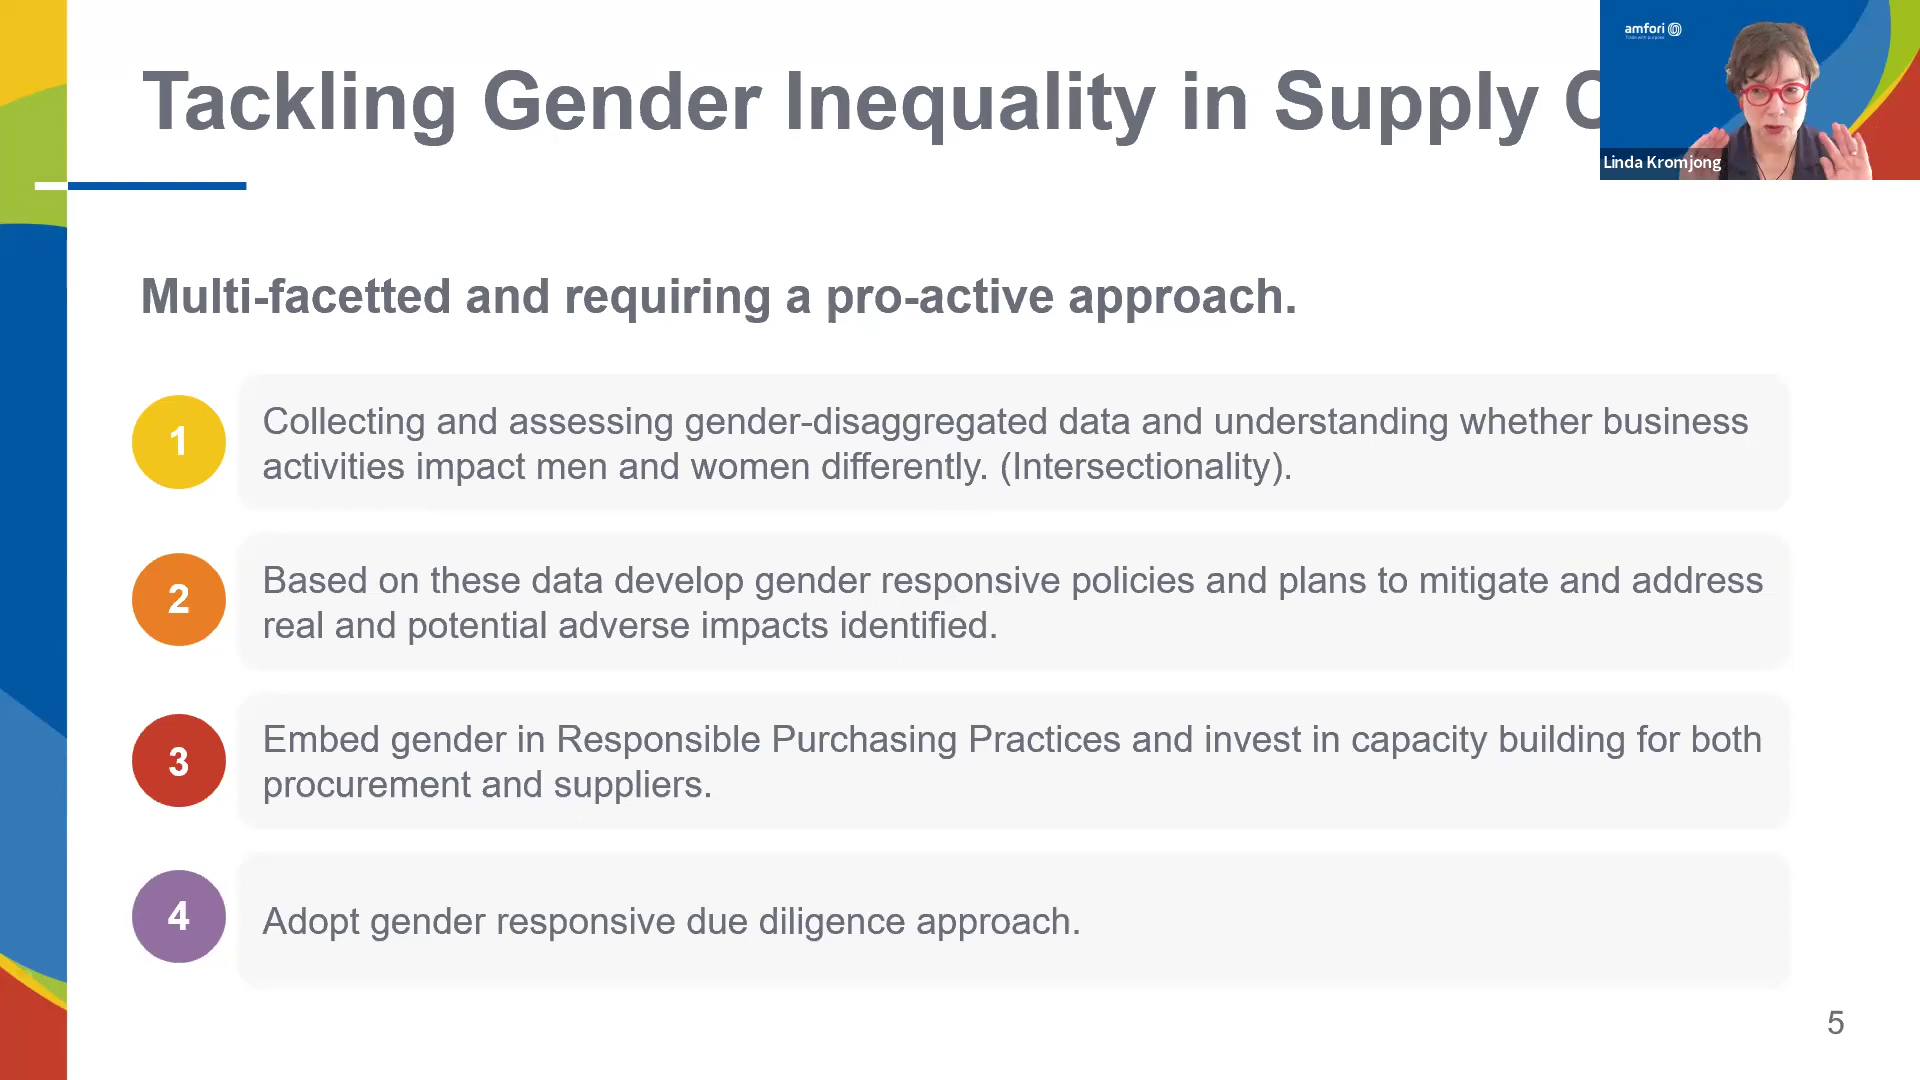 Tackling Gender Inequality in Supply
amfori
Linda Kromjong
Multi-facetted and requiring a pro-active approach.
1
Collecting and assessing gender-disaggregated data and understanding whether business
activities impact men and women differently. (Intersectionality).
2
Based on these data develop gender responsive policies and plans to mitigate and address
real and potential adverse impacts identified.
3
Embed gender in Responsible Purchasing Practices and invest in capacity building for both
procurement and suppliers.
4
Adopt gender responsive due diligence approach.
5